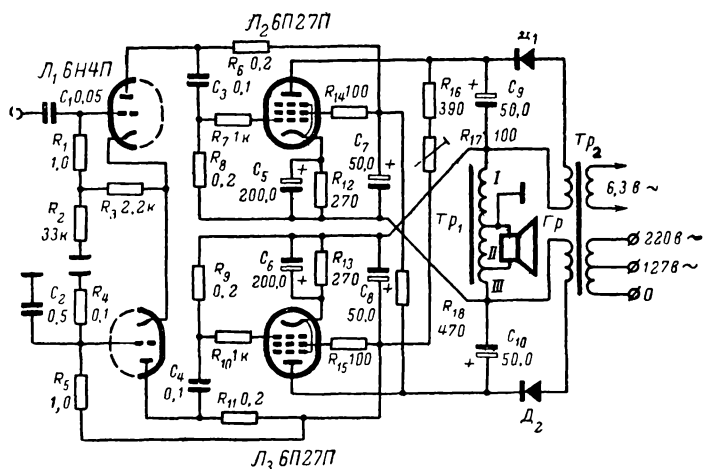 Л₂ 6П27П
Л₁ 6Н4П
C₁ 0,05
R₁
1,0
R₂
33к
R₃ 2,2к
C₂
0,5
R₄
0,1
R₅
1,0
R₆ 0,2
C₃ 0,1
R₇ 1к
R₈
0,2
C₅
200,0
+
R₁₂
270
R₁₄ 100
C₇
50,0
+
R₁₆
390
R₁₇ 100
C₉
50,0
+
Д₁
Тр₂
6,3в ~
220в ~
127в ~
0
Тр₁
I
II
III
Гр
R₉
0,2
C₆
200,0
+
R₁₃
270
C₈
50,0
+
R₁₈
470
R₁₀ 1к
C₄
0,1
R₁₁ 0,2
R₁₅ 100
C₁₀
50,0
+
Д₂
Л₃ 6П27П